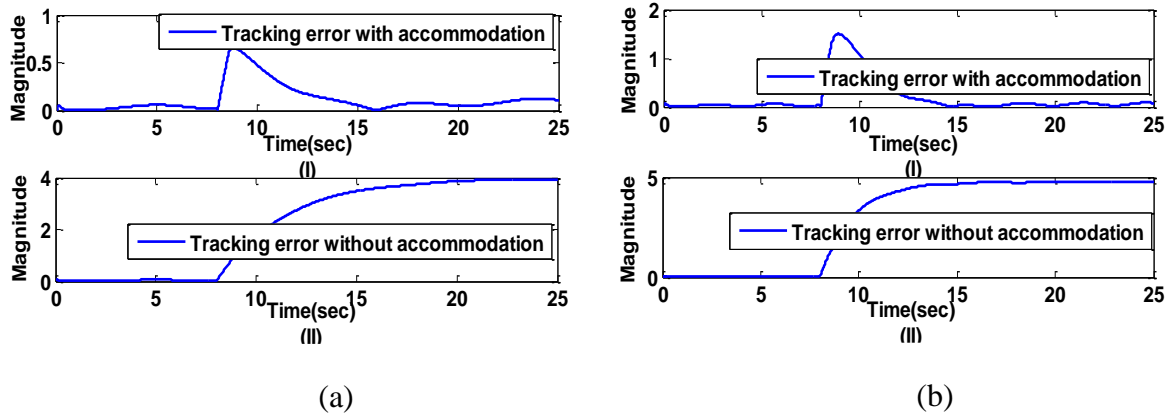 Magnitude
1
0.5
0
Tracking error with accommodation
0 5 10 15 20 25
Time(sec)
(I)
Magnitude
4
2
0
Tracking error without accommodation
0 5 10 15 20 25
Time(sec)
(II)
(a)
Magnitude
2
1
0
Tracking error with accommodation
0 5 10 15 20 25
Time(sec)
(I)
Magnitude
5
0
Tracking error without accommodation
0 5 10 15 20 25
Time(sec)
(II)
(b)